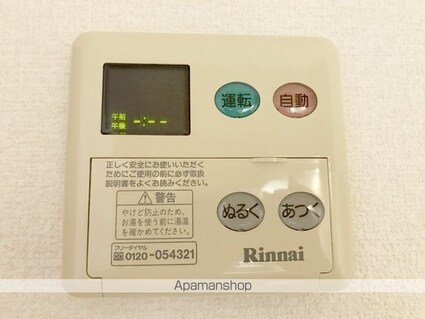 午前
午後 -:--
運転 自動
正しく安全にお使いいただく
ためにご使用の前に必ず取扱
説明書をよくお読みください。
⚠警告
やけど防止のため、
お湯を使う前に湯温
を確かめてください。
フリーダイヤル
0120-054321
ぬるく あつく
Rinnai
Apamanshop